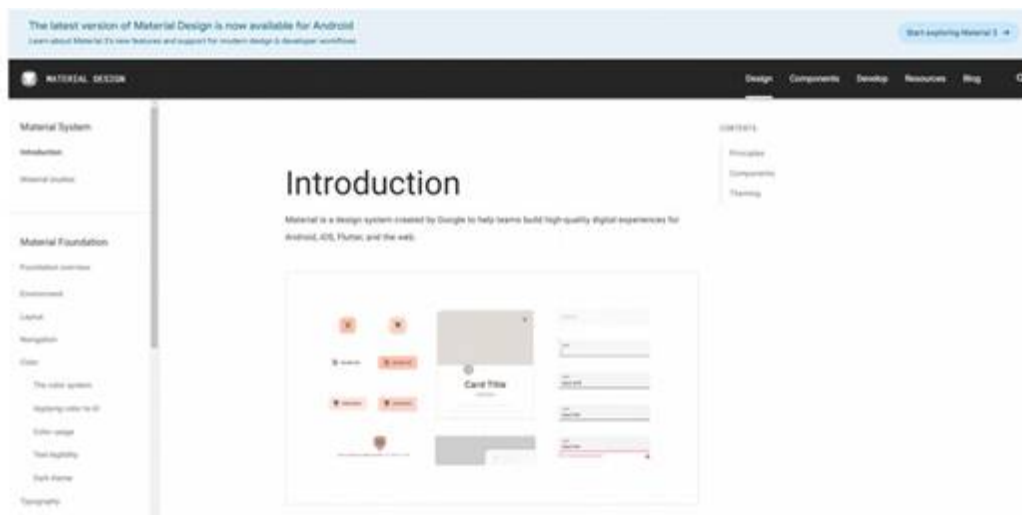 The latest version of Material Design is now available for Android
Learn about Material 3's new features and support for modern design & developer workflows
Start exploring Material 3
MATERIAL DESIGN
Design Components Develop Resources Blog
Material System
Introduction
Material studies
Material Foundation
Foundation overview
Environment
Layout
Navigation
Color
The color system
Applying color to UI
Color usage
Text legibility
Dark theme
Typography
Introduction
Material is a design system created by Google to help teams build high-quality digital experiences for
Android, iOS, Flutter, and the web.
Card Title
CONTENTS
Principles
Components
Theming